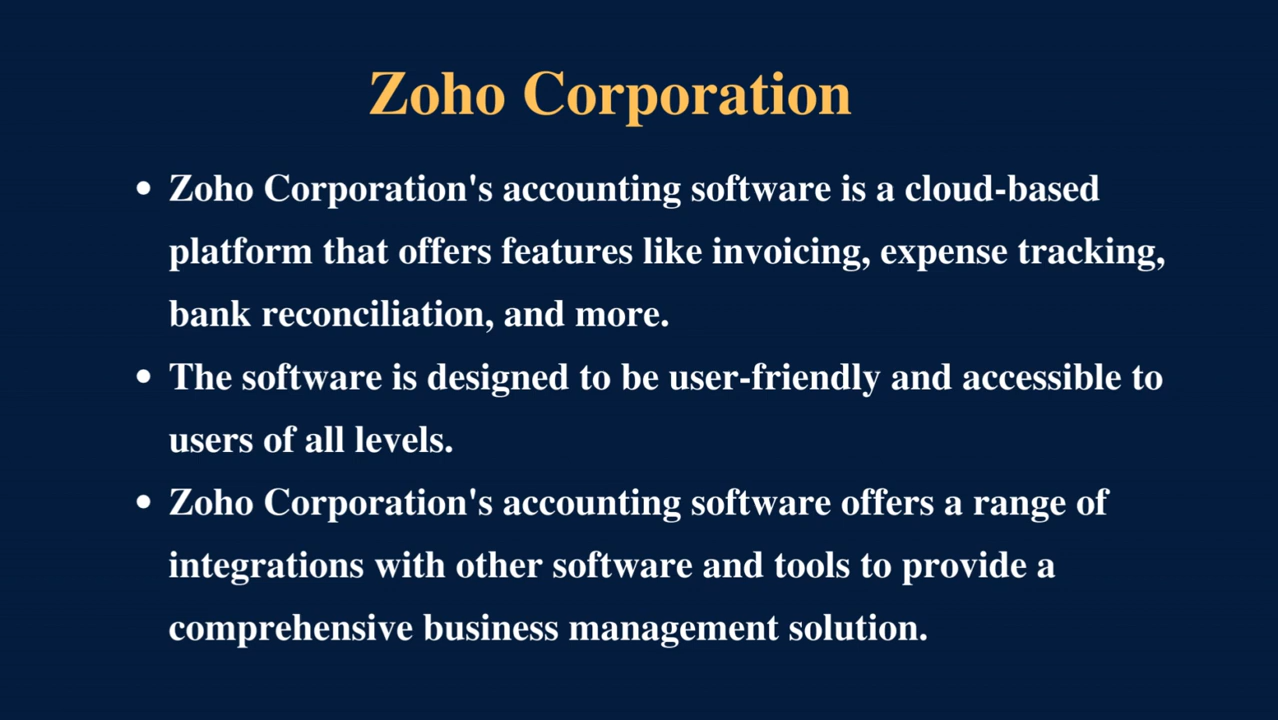 Zoho Corporation
• Zoho Corporation's accounting software is a cloud-based
platform that offers features like invoicing, expense tracking,
bank reconciliation, and more.
• The software is designed to be user-friendly and accessible to
users of all levels.
• Zoho Corporation's accounting software offers a range of
integrations with other software and tools to provide a
comprehensive business management solution.